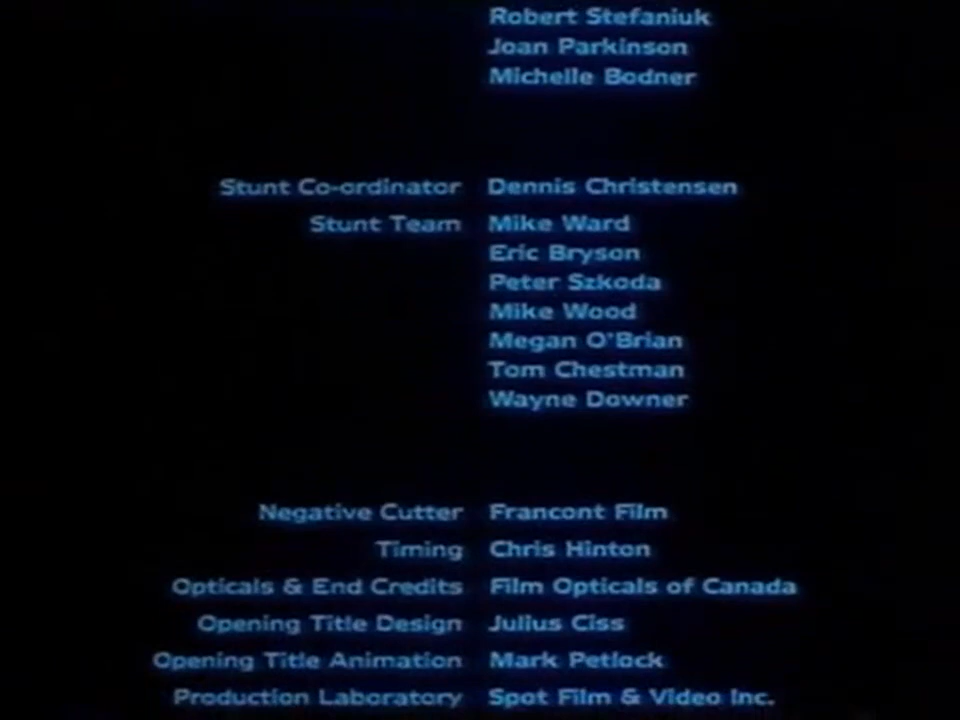 Robert Stefaniuk
Joan Parkinson
Michelle Bodner
Stunt Co-ordinator Dennis Christensen
Stunt Team Mike Ward
Eric Bryson
Peter Szkoda
Mike Wood
Megan O'Brian
Tom Chestman
Wayne Downer
Negative Cutter Francont Film
Timing Chris Hinton
Opticals & End Credits Film Opticals of Canada
Opening Title Design Julius Ciss
Opening Title Animation Mark Petlock
Production Laboratory Spot Film & Video Inc.